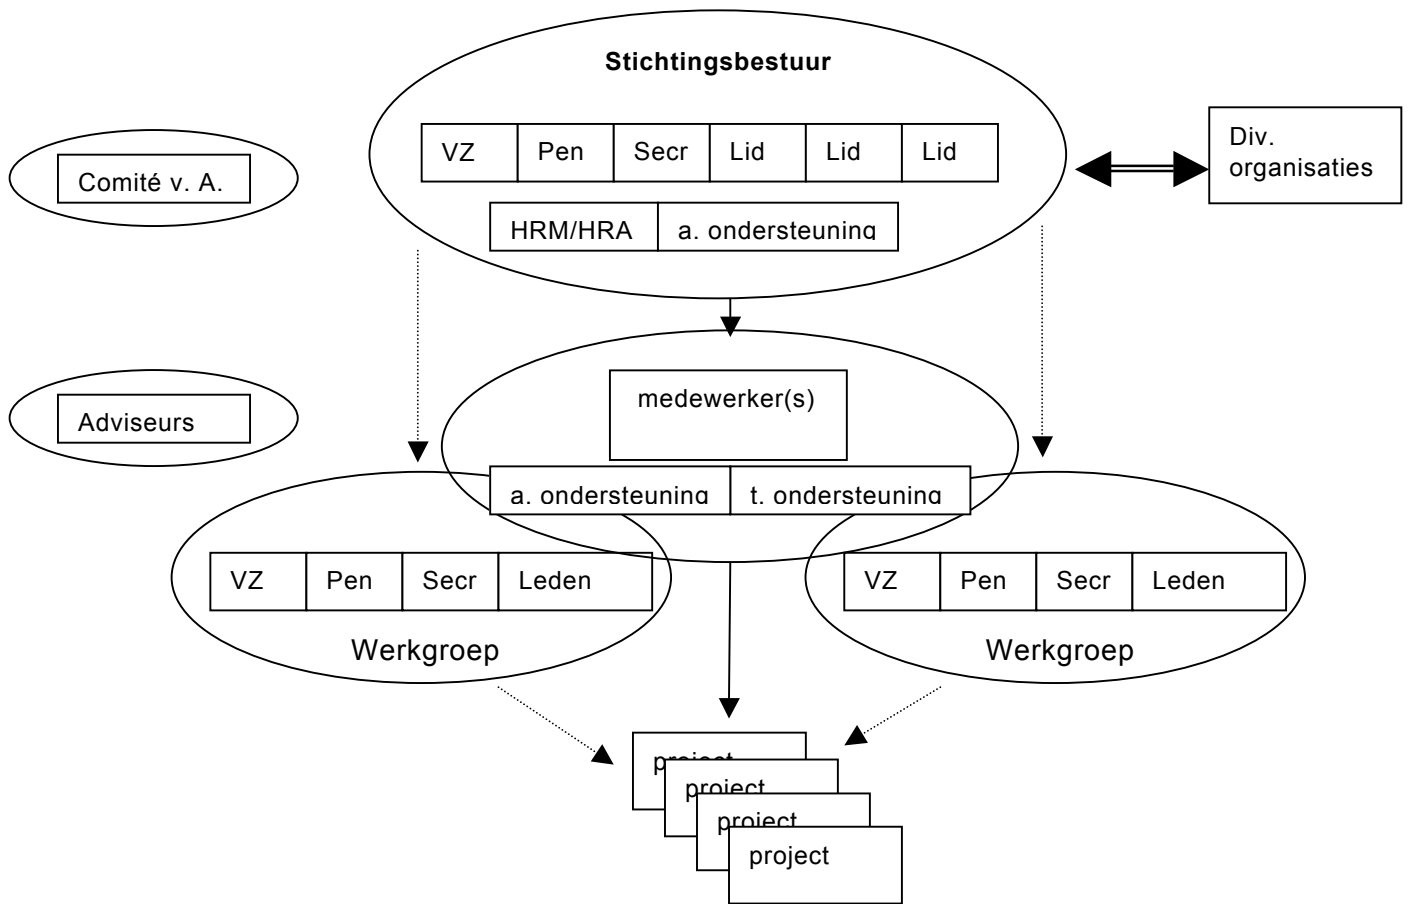 Stichtingsbestuur
VZ Pen Secr Lid Lid Lid
HRM/HRA a. ondersteuning
Comité v. A.
Div.
organisaties
medewerker(s)
a. ondersteuning t. ondersteuning
Adviseurs
VZ Pen Secr Leden
Werkgroep
VZ Pen Secr Leden
Werkgroep
project
project
project
project